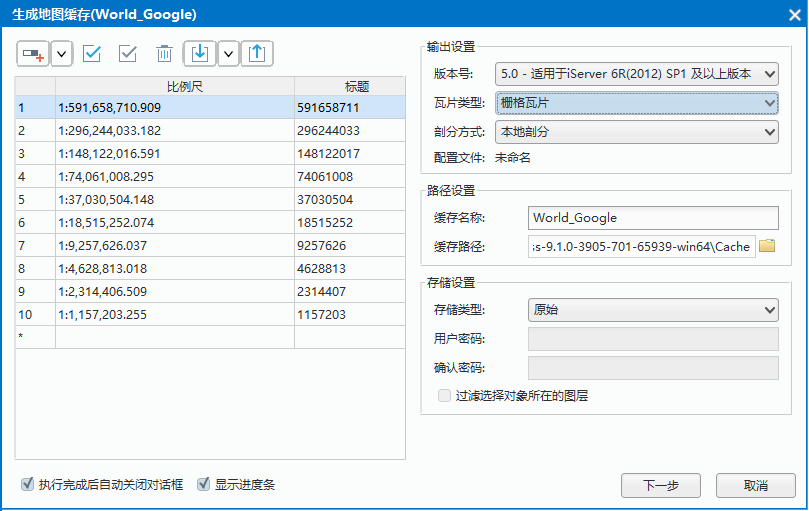 生成地图缓存(World_Google)
比例尺 标题
1 1:591,658,710.909 591658711
2 1:296,244,033.182 296244033
3 1:148,122,016.591 148122017
4 1:74,061,008.295 74061008
5 1:37,030,504.148 37030504
6 1:18,515,252.074 18515252
7 1:9,257,626.037 9257626
8 1:4,628,813.018 4628813
9 1:2,314,406.509 2314407
10 1:1,157,203.255 1157203
*
输出设置
版本号: 5.0 - 适用于iServer 6R(2012) SP1 及以上版本
瓦片类型: 栅格瓦片
剖分方式: 本地剖分
配置文件: 未命名
路径设置
缓存名称: World_Google
缓存路径: ss-9.1.0-3905-701-65939-win64\Cache
存储设置
存储类型: 原始
用户密码:
确认密码:
过滤选择对象所在的图层
执行完成后自动关闭对话框 显示进度条
下一步 取消